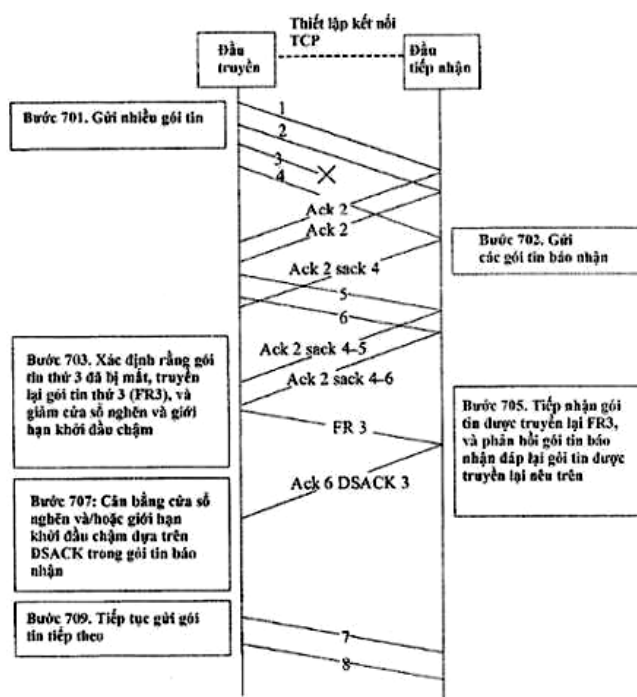 Thiết lập kết nối
TCP
Đầu
truyền
Đầu
tiếp nhận
Bước 701. Gửi nhiều gói tin
1
2
3
4
Ack 2
Ack 2
Bước 702. Gửi
các gói tin báo nhận
Ack 2 sack 4
5
6
Bước 703. Xác định rằng gói
tin thứ 3 đã bị mất, truyền
lại gói tin thứ 3 (FR3), và
giảm cửa sổ nghẽn và giới
hạn khởi đầu chậm
Ack 2 sack 4-5
Ack 2 sack 4-6
FR 3
Bước 705. Tiếp nhận gói
tin được truyền lại FR3,
và phản hồi gói tin báo
nhận đáp lại gói tin được
truyền lại nêu trên
Ack 6 DSACK 3
Bước 707: Cân bằng cửa sổ
nghẽn và/hoặc giới hạn
khởi đầu chậm dựa trên
DSACK trong gói tin báo
nhận
Bước 709. Tiếp tục gửi gói
tin tiếp theo
7
8